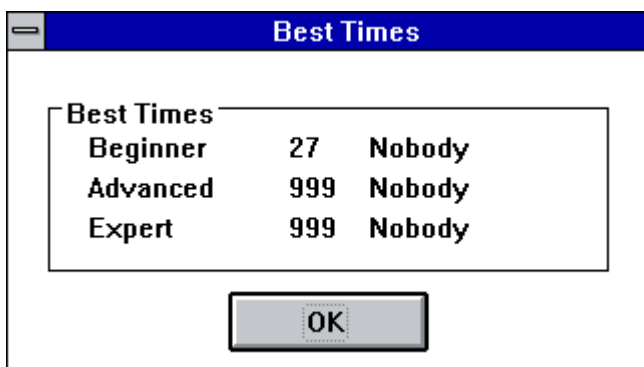 Best Times
Best Times
Beginner 27 Nobody
Advanced 999 Nobody
Expert 999 Nobody
OK